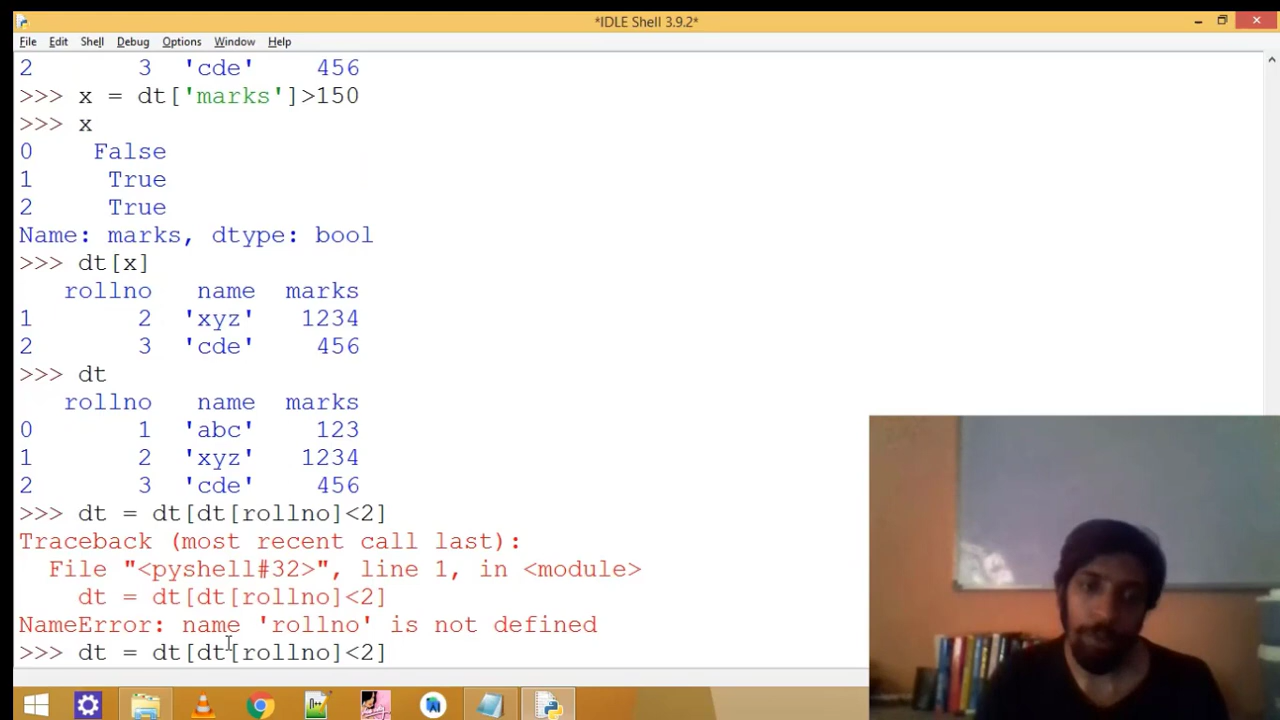 *IDLE Shell 3.9.2*
File Edit Shell Debug Options Window Help
2 3 'cde' 456
>>> x = dt['marks']>150
>>> x
0 False
1 True
2 True
Name: marks, dtype: bool
>>> dt[x]
rollno name marks
1 2 'xyz' 1234
2 3 'cde' 456
>>> dt
rollno name marks
0 1 'abc' 123
1 2 'xyz' 1234
2 3 'cde' 456
>>> dt = dt[dt[rollno]<2]
Traceback (most recent call last):
File "<pyshell#32>", line 1, in <module>
dt = dt[dt[rollno]<2]
NameError: name 'rollno' is not defined
>>> dt = dt[dt[rollno]<2]